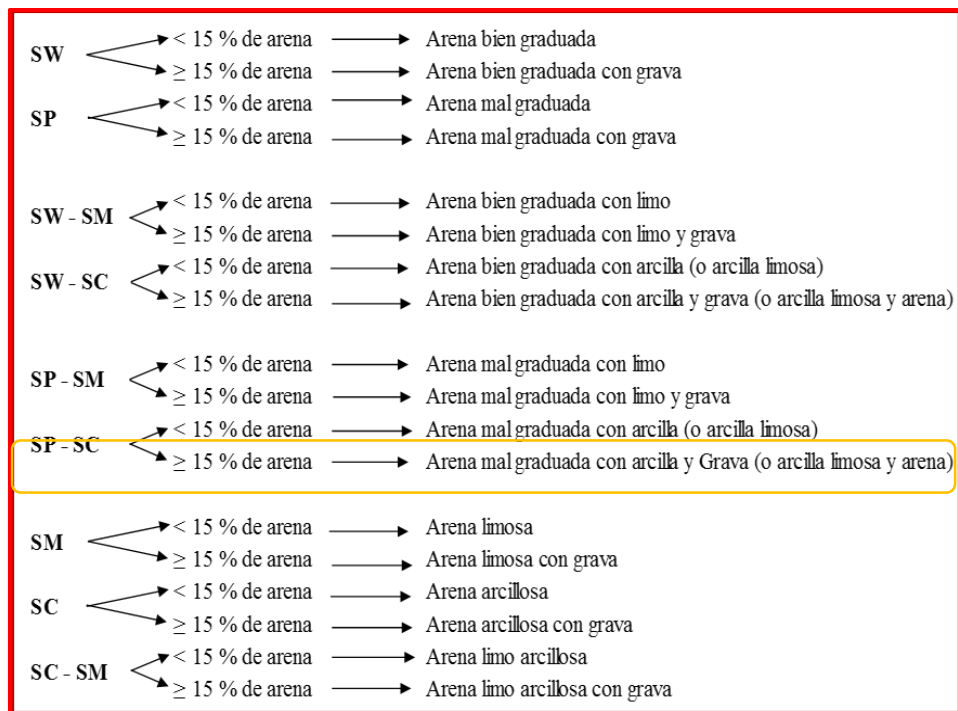 SW < 15 % de arena Arena bien graduada
≥ 15 % de arena Arena bien graduada con grava
SP < 15 % de arena Arena mal graduada
≥ 15 % de arena Arena mal graduada con grava
SW - SM < 15 % de arena Arena bien graduada con limo
≥ 15 % de arena Arena bien graduada con limo y grava
SW - SC < 15 % de arena Arena bien graduada con arcilla (o arcilla limosa)
≥ 15 % de arena Arena bien graduada con arcilla y grava (o arcilla limosa y arena)
SP - SM < 15 % de arena Arena mal graduada con limo
≥ 15 % de arena Arena mal graduada con limo y grava
SP - SC < 15 % de arena Arena mal graduada con arcilla (o arcilla limosa)
≥ 15 % de arena Arena mal graduada con arcilla y Grava (o arcilla limosa y arena)
SM < 15 % de arena Arena limosa
≥ 15 % de arena Arena limosa con grava
SC < 15 % de arena Arena arcillosa
≥ 15 % de arena Arena arcillosa con grava
SC - SM < 15 % de arena Arena limo arcillosa
≥ 15 % de arena Arena limo arcillosa con grava